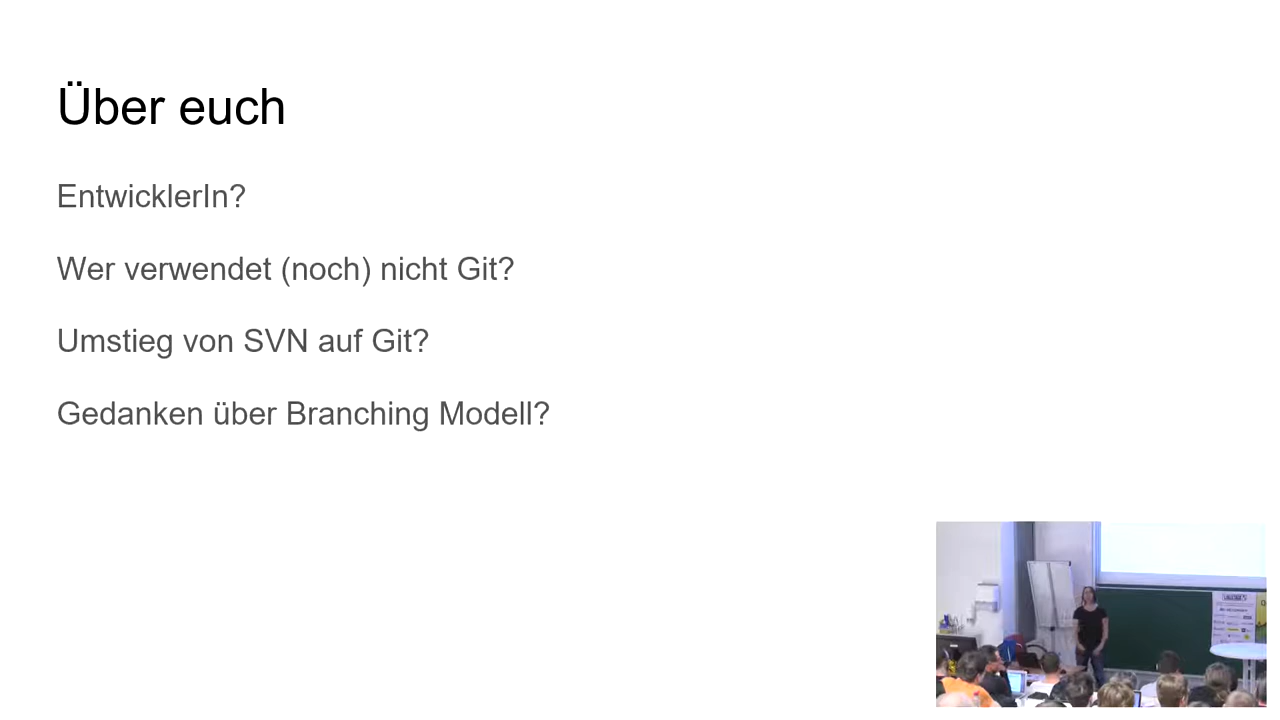 Über euch
EntwicklerIn?
Wer verwendet (noch) nicht Git?
Umstieg von SVN auf Git?
Gedanken über Branching Modell?